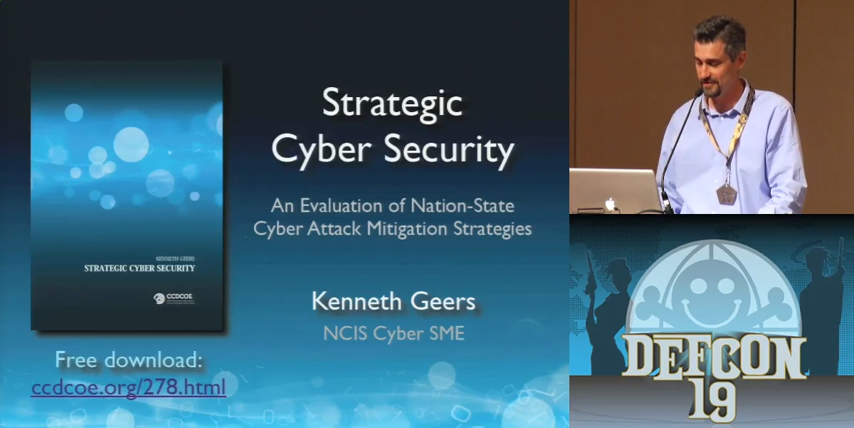 Strategic
Cyber Security
An Evaluation of Nation-State
Cyber Attack Mitigation Strategies
Kenneth Geers
NCIS Cyber SME
KENNETH GEERS
STRATEGIC CYBER SECURITY
CCDCOE
Free download:
ccdcoe.org/278.html
DEFCON
19